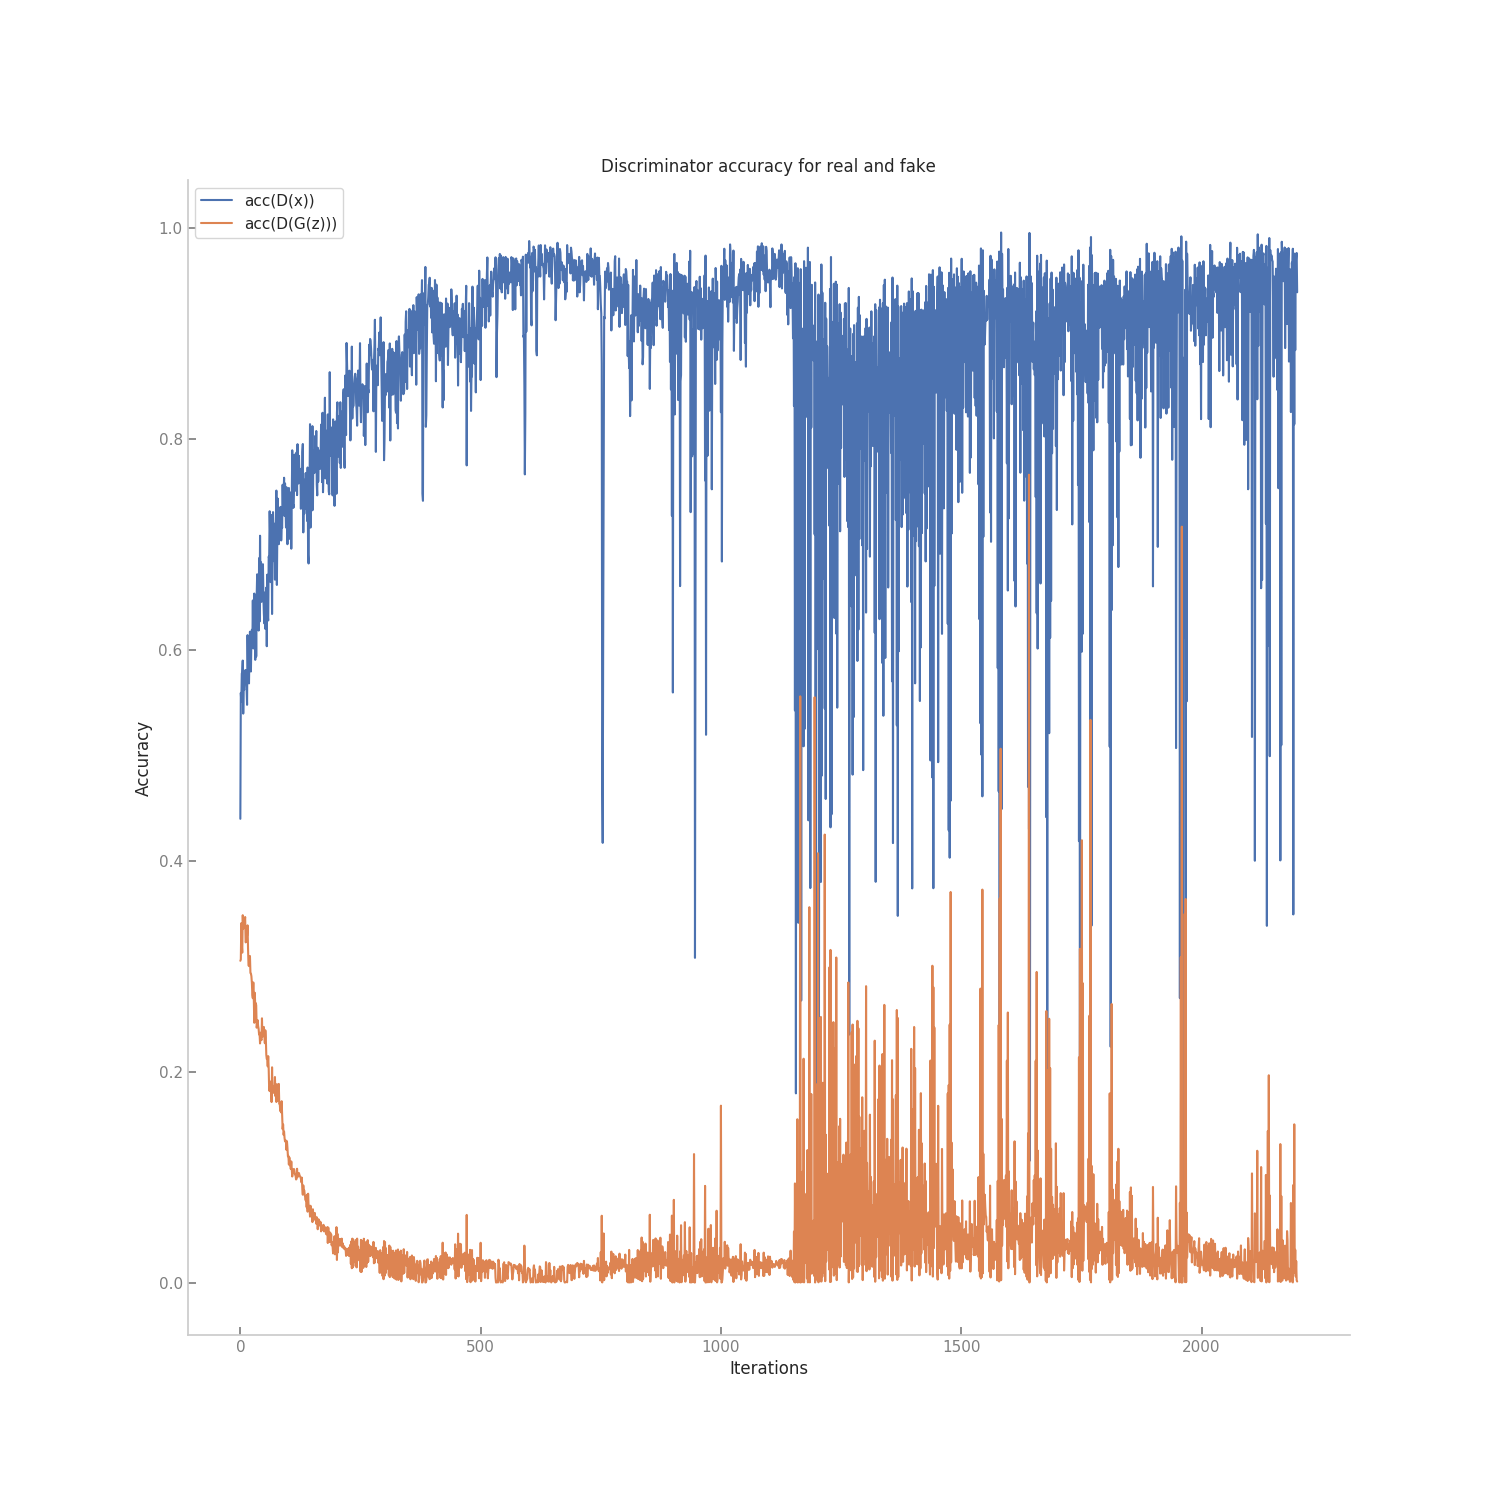 Discriminator accuracy for real and fake
acc(D(x))
acc(D(G(z)))
1.0
0.8
0.6
0.4
0.2
0.0
Accuracy
0 500 1000 1500 2000
Iterations